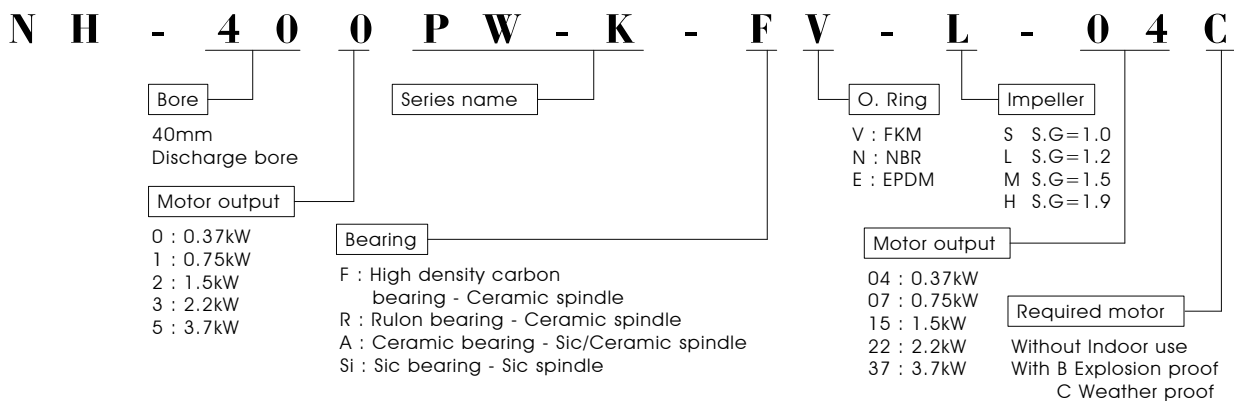 N H - 4 0 0 P W - K - F V - L - 0 4 C
Bore
40mm
Discharge bore
Motor output
0 : 0.37kW
1 : 0.75kW
2 : 1.5kW
3 : 2.2kW
5 : 3.7kW
Series name
Bearing
F : High density carbon
bearing - Ceramic spindle
R : Rulon bearing - Ceramic spindle
A : Ceramic bearing - Sic/Ceramic spindle
Si : Sic bearing - Sic spindle
O. Ring
V : FKM
N : NBR
E : EPDM
Impeller
S S.G=1.0
L S.G=1.2
M S.G=1.5
H S.G=1.9
Motor output
04 : 0.37kW
07 : 0.75kW
15 : 1.5kW
22 : 2.2kW
37 : 3.7kW
Required motor
Without Indoor use
With B Explosion proof
C Weather proof